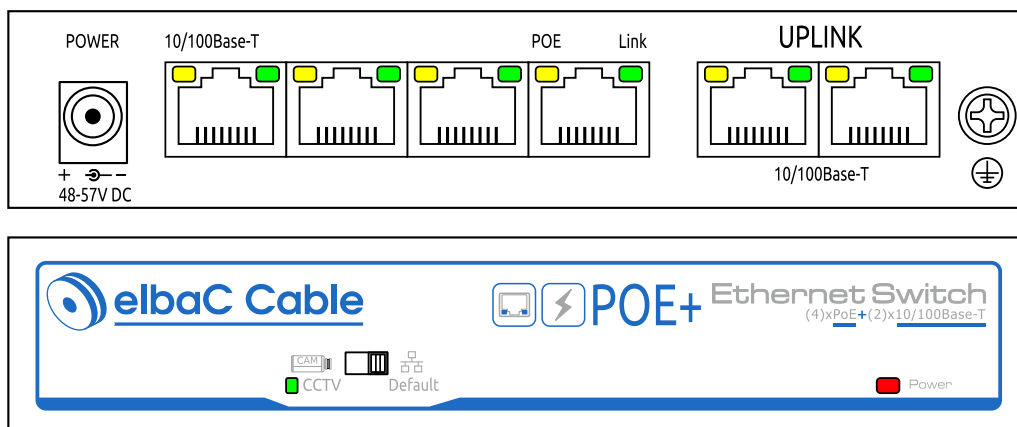 POWER 10/100Base-T POE Link UPLINK
+ −
48-57V DC
10/100Base-T
elbaC Cable
POE+
Ethernet Switch
(4)xPoE+(2)x10/100Base-T
CAM
CCTV Default
Power